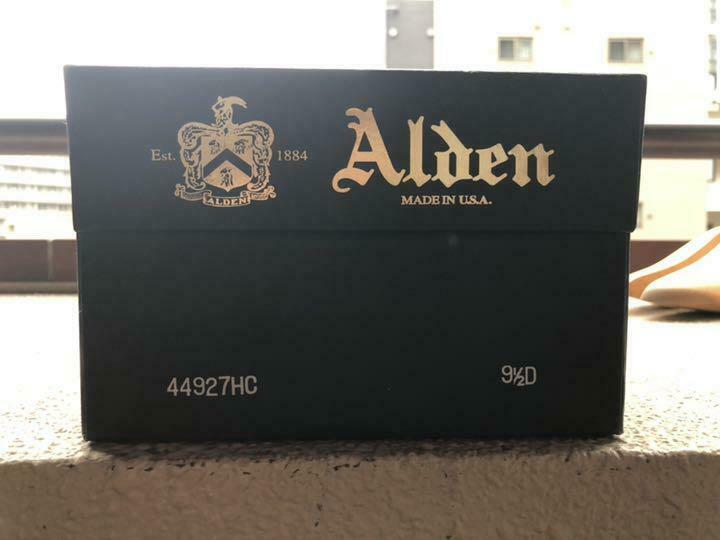 Est. 1884
ALDEN
Alden
MADE IN U.S.A.
44927HC 9½D